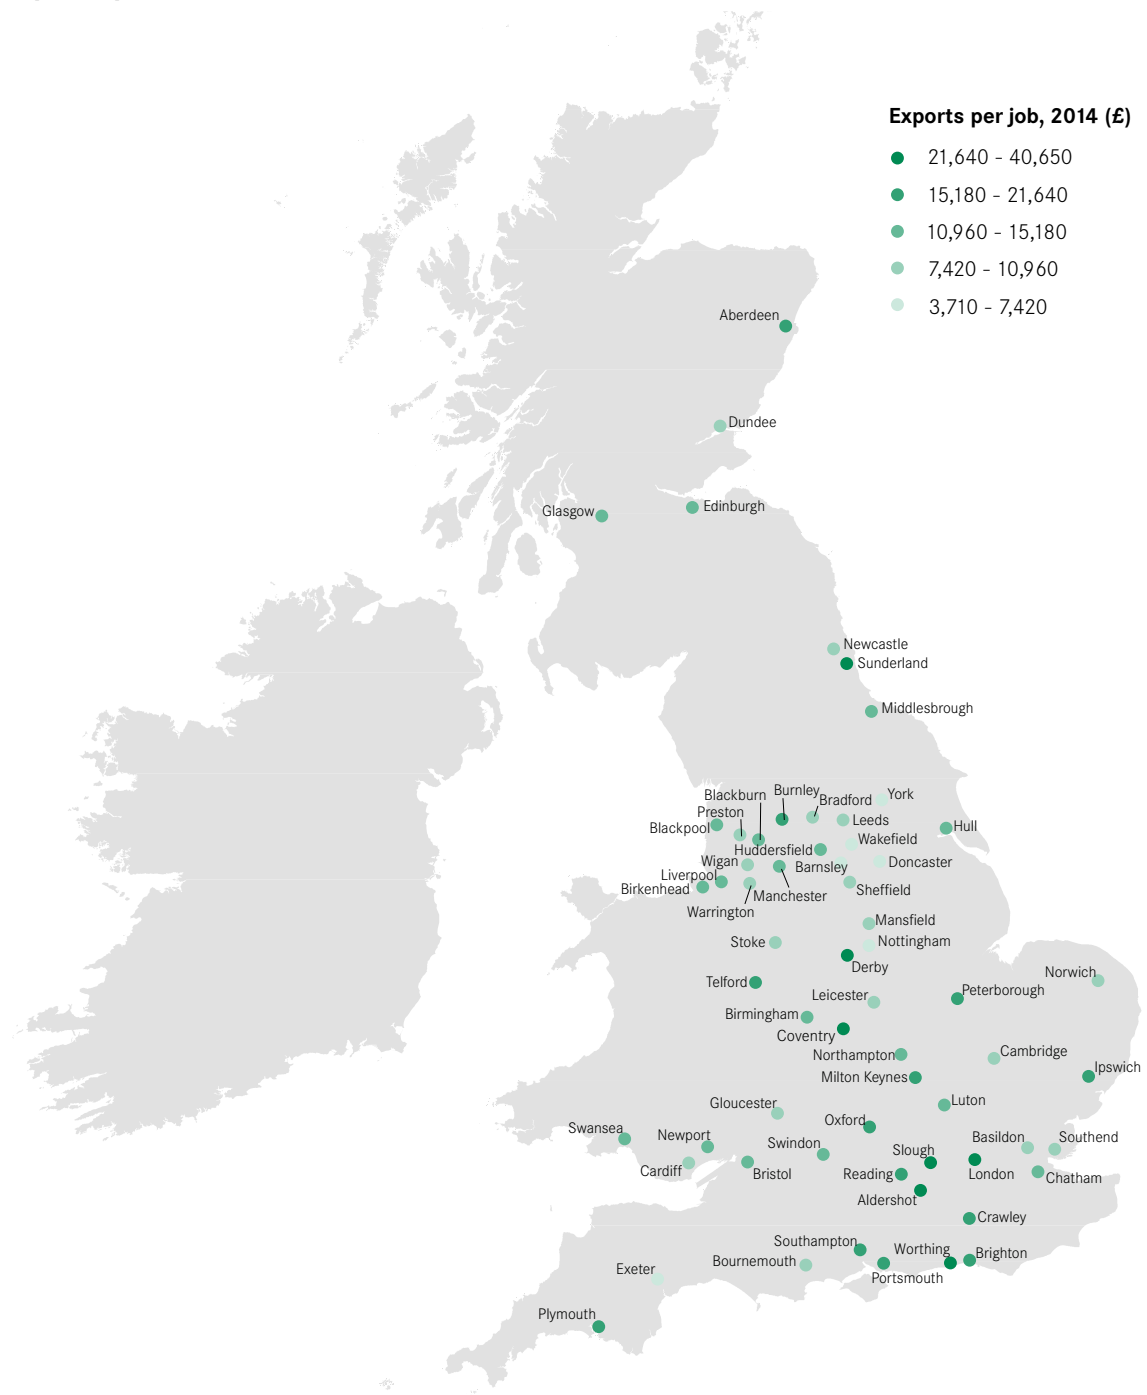 Exports per job, 2014 (£)
21,640 - 40,650
15,180 - 21,640
10,960 - 15,180
7,420 - 10,960
3,710 - 7,420
Aberdeen
Dundee
Glasgow
Edinburgh
Newcastle
Sunderland
Middlesbrough
Burnley
York
Blackburn
Bradford
Preston
Leeds
Blackpool
Hull
Wakefield
Huddersfield
Wigan
Doncaster
Barnsley
Liverpool
Birkenhead
Sheffield
Manchester
Warrington
Mansfield
Stoke
Nottingham
Derby
Norwich
Telford
Peterborough
Leicester
Birmingham
Coventry
Cambridge
Northampton
Ipswich
Milton Keynes
Luton
Gloucester
Oxford
Swansea
Newport
Basildon
Southend
Swindon
Slough
Cardiff
Bristol
Reading
London
Chatham
Aldershot
Crawley
Southampton
Worthing
Brighton
Bournemouth
Exeter
Portsmouth
Plymouth